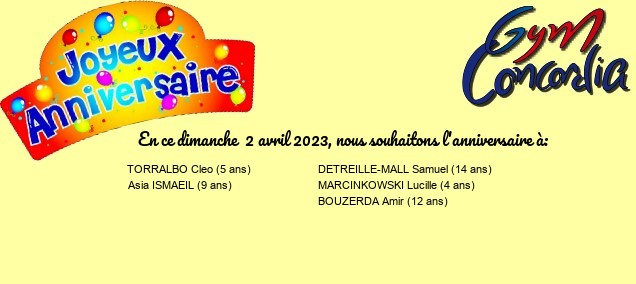 Joyeux
Anniversaire
Gym
Concordia
En ce dimanche 2 avril 2023, nous souhaitons l'anniversaire à:
TORRALBO Cleo (5 ans)
Asia ISMAEIL (9 ans)
DETREILLE-MALL Samuel (14 ans)
MARCINKOWSKI Lucille (4 ans)
BOUZERDA Amir (12 ans)